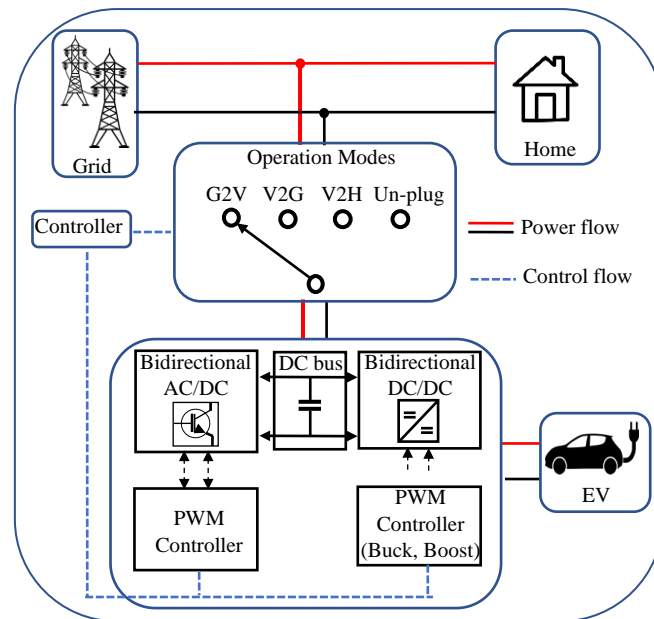 Grid
Home
Operation Modes
G2V V2G V2H Un-plug
Controller
Power flow
Control flow
Bidirectional
AC/DC
DC bus
Bidirectional
DC/DC
EV
PWM
Controller
PWM
Controller
(Buck, Boost)